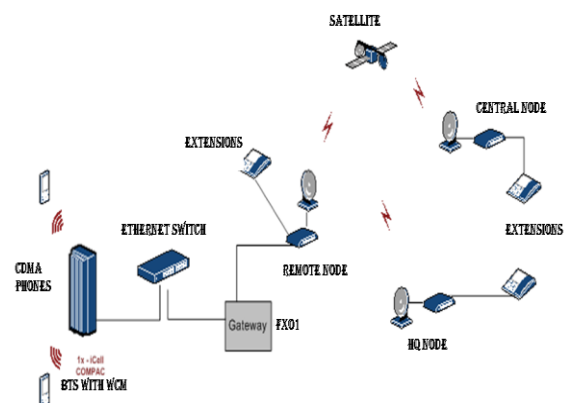 SATELLITE
CENTRAL NODE
EXTENSIONS
ETHERNET SWITCH
EXTENSIONS
CDMA
PHONES
REMOTE NODE
Gateway
FXO1
HQ NODE
1x - iCell
COMPAC
BTS WITH WCM